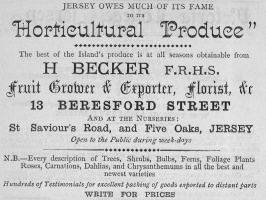 JERSEY OWES MUCH OF ITS FAME
TO ITS
Horticultural Produce"
The best of the Island's produce is at all seasons obtainable from
H BECKER F.R.H.S.
Fruit Grower & Exporter, Florist, &c
13 BERESFORD STREET
AND AT THE NURSERIES:
St Saviour's Road, and Five Oaks, JERSEY
Open to the Public during week-days
N.B.—Every description of Trees, Shrubs, Bulbs, Ferns, Foliage Plants
Roses, Carnations, Dahlias, and Chrysanthemums in all the best and
newest varieties
Hundreds of Testimonials for excellent packing of goods exported to distant parts
WRITE FOR PRICES